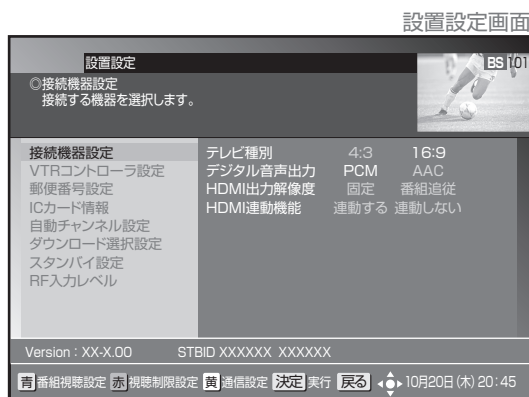 設置設定画面
設置設定
BS 101
◎接続機器設定
接続する機器を選択します。
接続機器設定
VTRコントローラ設定
郵便番号設定
ICカード情報
自動チャンネル設定
ダウンロード選択設定
スタンバイ設定
RF入力レベル
テレビ種別 4:3 16:9
デジタル音声出力 PCM AAC
HDMI出力解像度 固定 番組追従
HDMI連動機能 連動する 連動しない
Version : XX-X.00 STBID XXXXXX XXXXXX
青 番組視聴設定 赤 視聴制限設定 黄 通信設定 決定 実行 戻る 10月20日(木) 20:45